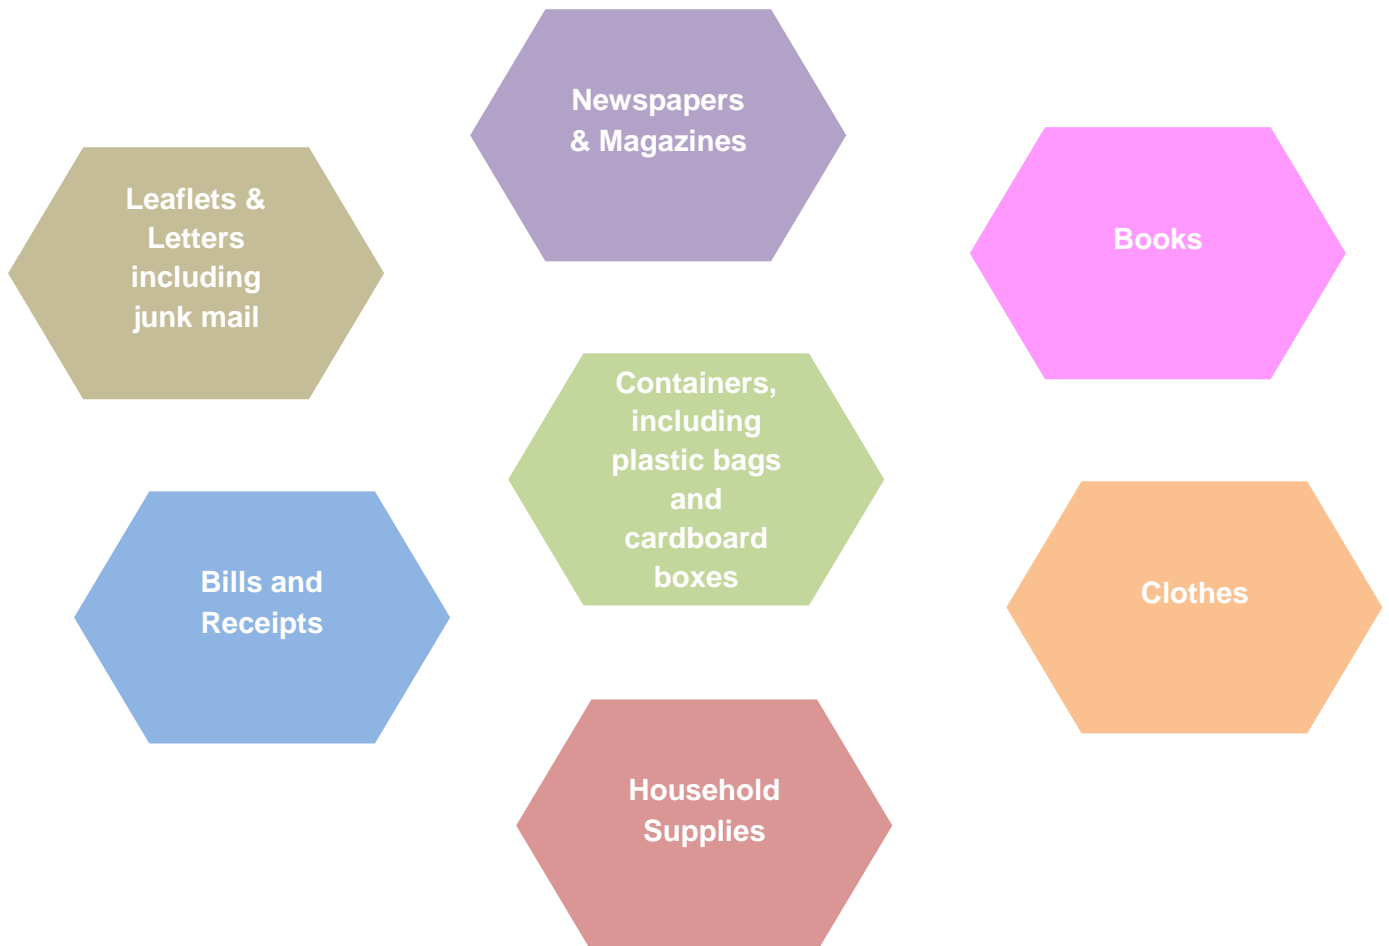 Newspapers
& Magazines
Leaflets &
Letters
including
junk mail
Books
Containers,
including
plastic bags
and
cardboard
boxes
Bills and
Receipts
Clothes
Household
Supplies